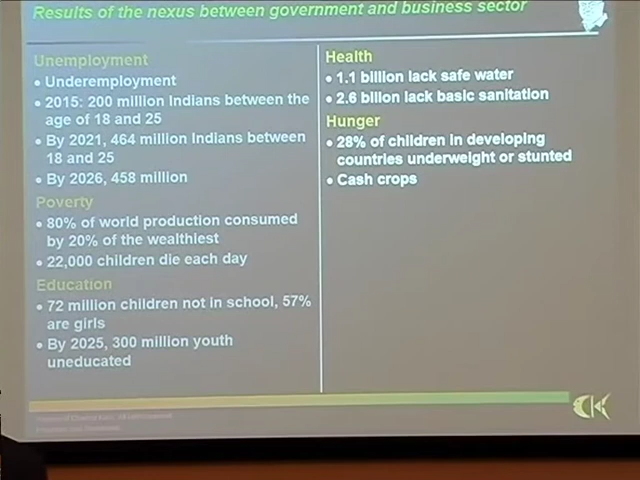 Results of the nexus between government and business sector
Unemployment
• Underemployment
• 2015: 200 million Indians between the
age of 18 and 25
• By 2021, 464 million Indians between
18 and 25
• By 2026, 458 million
Poverty
• 80% of world production consumed
by 20% of the wealthiest
• 22,000 children die each day
Education
• 72 million children not in school, 57%
are girls
• By 2025, 300 million youth
uneducated
Health
• 1.1 billion lack safe water
• 2.6 bilion lack basic sanitation
Hunger
• 28% of children in developing
countries underweight or stunted
• Cash crops
CK